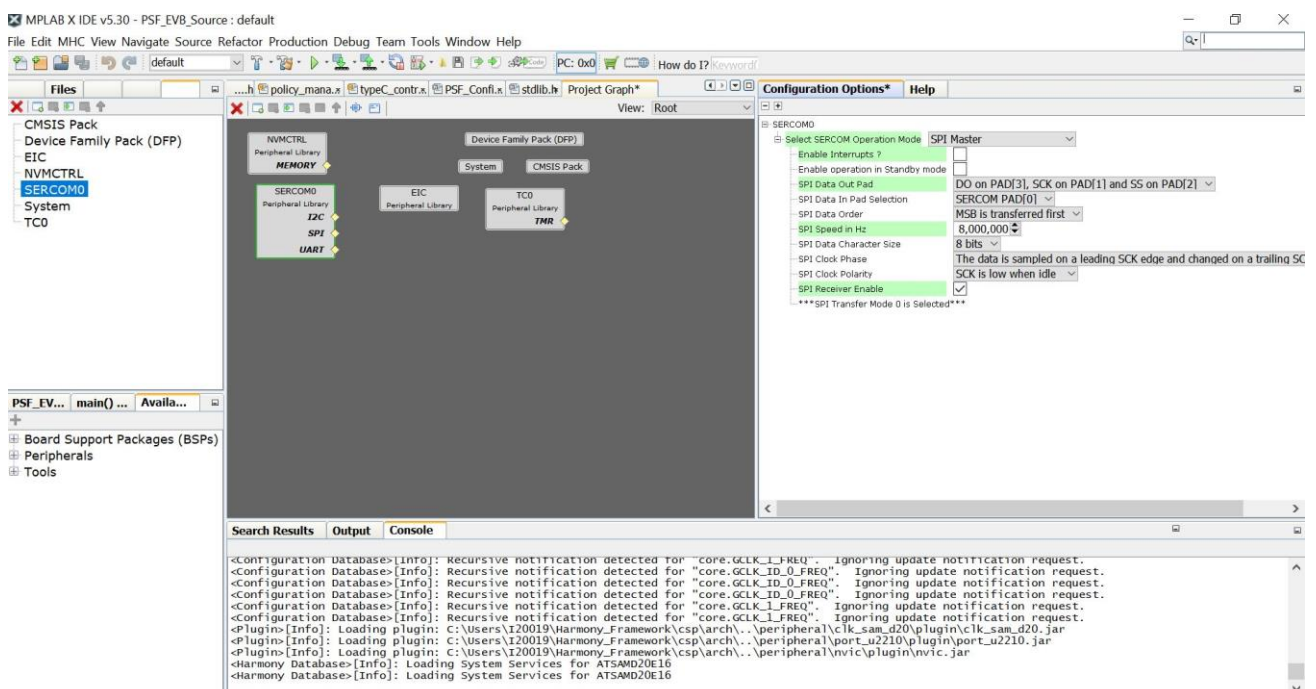 MPLAB X IDE v5.30 - PSF_EVB_Source : default
File Edit MHC View Navigate Source Refactor Production Debug Team Tools Window Help
default
PC: 0x0
How do I?
Files
CMSIS Pack
Device Family Pack (DFP)
EIC
NVMCTRL
SERCOM0
System
TC0
PSF_EV... main() ... Availa...
Board Support Packages (BSPs)
Peripherals
Tools
....h policy_mana.. typeC_contr.. PSF_Confi.. stdlib.h Project Graph*
View: Root
NVMCTRL
Peripheral Library
MEMORY
Device Family Pack (DFP)
System
CMSIS Pack
SERCOM0
Peripheral Library
I2C
SPI
UART
EIC
Peripheral Library
TC0
Peripheral Library
TMR
Configuration Options* Help
SERCOM0
Select SERCOM Operation Mode SPI Master
Enable Interrupts ?
Enable operation in Standby mode
SPI Data Out Pad DO on PAD[3], SCK on PAD[1] and SS on PAD[2]
SPI Data In Pad Selection SERCOM PAD[0]
SPI Data Order MSB is transferred first
SPI Speed in Hz 8,000,000
SPI Data Character Size 8 bits
SPI Clock Phase The data is sampled on a leading SCK edge and changed on a trailing SC
SPI Clock Polarity SCK is low when idle
SPI Receiver Enable
***SPI Transfer Mode 0 is Selected***
Search Results Output Console
<Configuration Database>[Info]: Recursive notification detected for "core.GCLK_1_FREQ". Ignoring update notification request.
<Configuration Database>[Info]: Recursive notification detected for "core.GCLK_ID_0_FREQ". Ignoring update notification request.
<Configuration Database>[Info]: Recursive notification detected for "core.GCLK_ID_0_FREQ". Ignoring update notification request.
<Configuration Database>[Info]: Recursive notification detected for "core.GCLK_1_FREQ". Ignoring update notification request.
<Configuration Database>[Info]: Recursive notification detected for "core.GCLK_1_FREQ". Ignoring update notification request.
<Plugin>[Info]: Loading plugin: C:\Users\I20019\Harmony_Framework\csp\arch\..\peripheral\clk_sam_d20\plugin\clk_sam_d20.jar
<Plugin>[Info]: Loading plugin: C:\Users\I20019\Harmony_Framework\csp\arch\..\peripheral\port_u2210\plugin\port_u2210.jar
<Plugin>[Info]: Loading plugin: C:\Users\I20019\Harmony_Framework\csp\arch\..\peripheral\nvic\plugin\nvic.jar
<Harmony Database>[Info]: Loading System Services for ATSAMD20E16
<Harmony Database>[Info]: Loading System Services for ATSAMD20E16